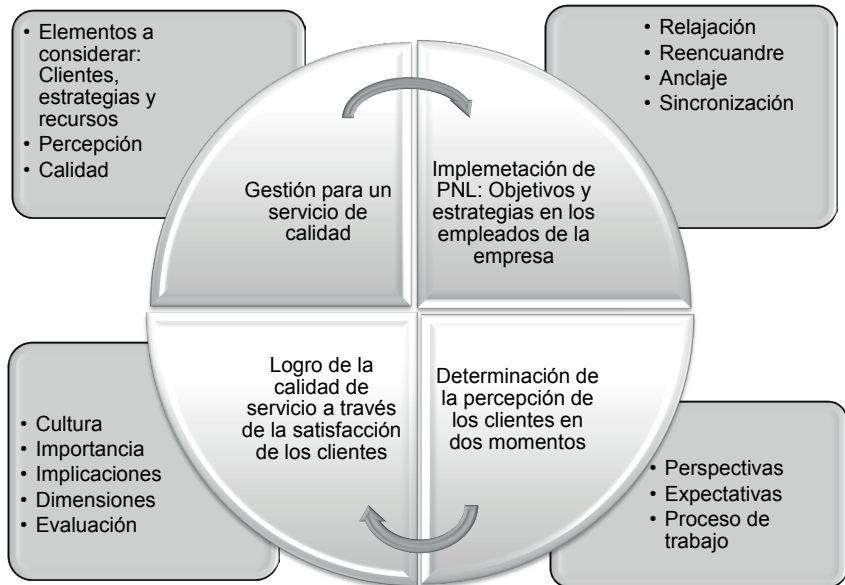 • Elementos a
considerar:
Clientes,
estrategias y
recursos
• Percepción
• Calidad
• Relajación
• Reencuandre
• Anclaje
• Sincronización
Gestión para un
servicio de
calidad
Implemetación de
PNL: Objetivos y
estrategias en los
empleados de la
empresa
Logro de la
calidad de
servicio a través
de la satisfacción
de los clientes
Determinación de
la percepción de
los clientes en
dos momentos
• Cultura
• Importancia
• Implicaciones
• Dimensiones
• Evaluación
• Perspectivas
• Expectativas
• Proceso de
trabajo